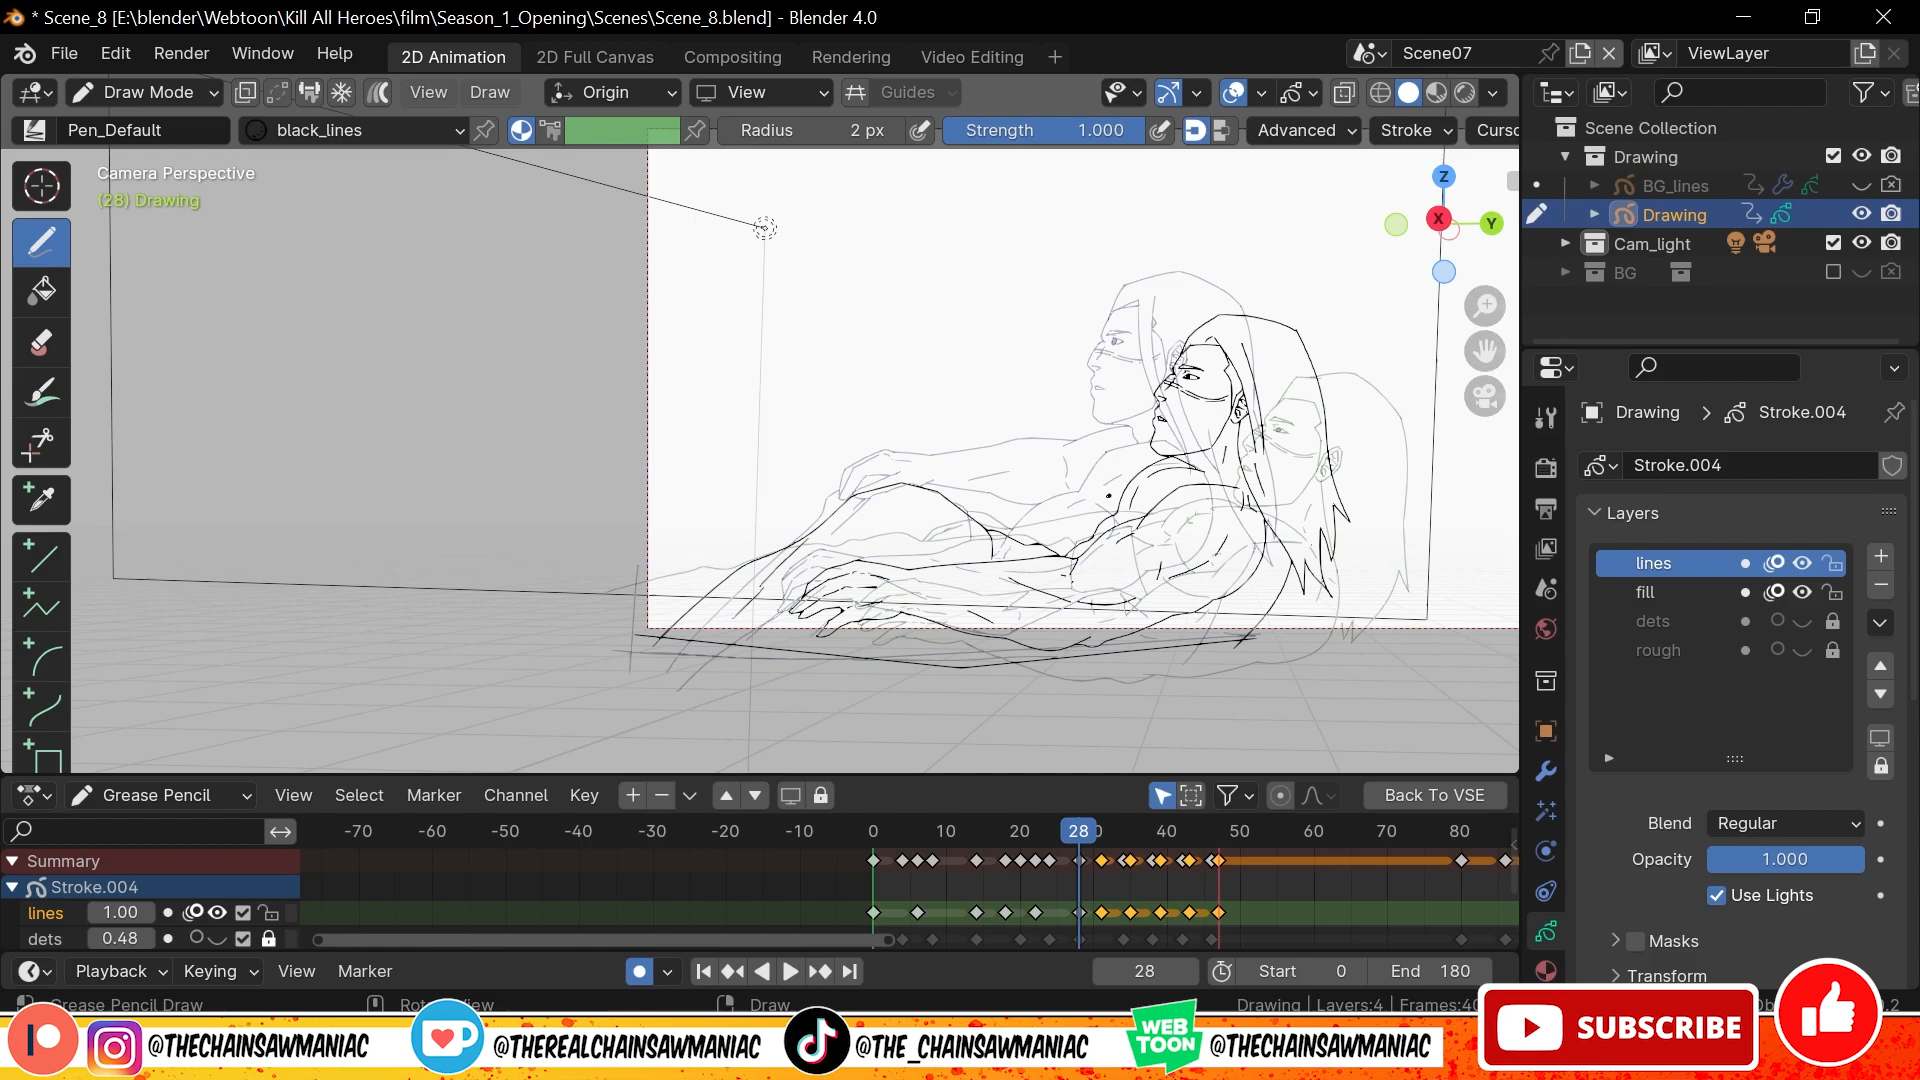 * Scene_8 [E:\blender\Webtoon\Kill All Heroes\film\Season_1_Opening\Scenes\Scene_8.blend] - Blender 4.0
File Edit Render Window Help 2D Animation 2D Full Canvas Compositing Rendering Video Editing + Scene07 ViewLayer
Draw Mode View Draw Origin View Guides
Pen_Default black_lines Radius 2 px Strength 1.000 Advanced Stroke
Camera Perspective
(28) Drawing
Z
X
Y
Scene Collection
Drawing
BG_lines
Drawing
Cam_light
BG
Drawing > Stroke.004
Stroke.004
Layers
lines
fill
dets
rough
Blend Regular
Opacity 1.000
Use Lights
Masks
Transform
Grease Pencil View Select Marker Channel Key Back To VSE
-70 -60 -50 -40 -30 -20 -10 0 10 20 28 40 50 60 70 80
Summary
Stroke.004
lines 1.00
dets 0.48
Playback Keying View Marker 28 Start 0 End 180
Grease Pencil Draw Draw Drawing | Layers:4 | Frames:40
@THECHAINSAWMANIAC @THEREALCHAINSAWMANIAC @THE_CHAINSAWMANIAC WEB TOON @THECHAINSAWMANIAC SUBSCRIBE